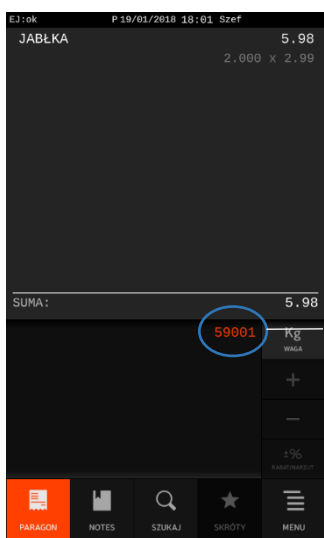 EJ:ok P 19/01/2018 18:01 Szef
JABŁKA 5.98
2.000 x 2.99
SUMA: 5.98
59001 Kg
WAGA
+
—
±%
RABAT/NARZUT
PARAGON NOTES SZUKAJ SKRÓTY MENU